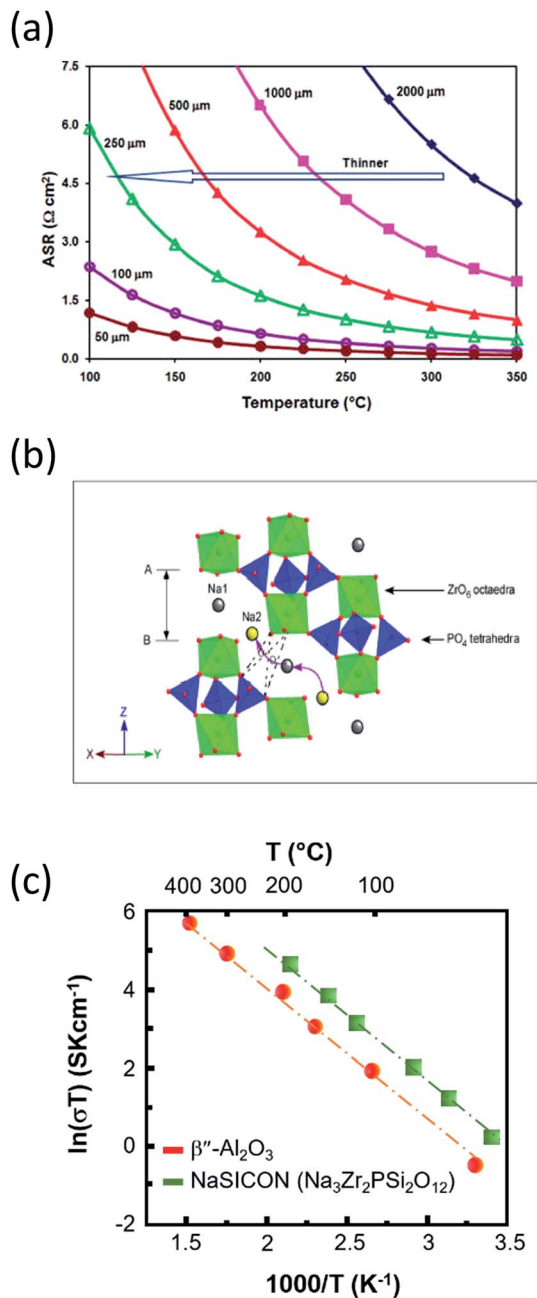 (a)
7.5
6.0
4.5
3.0
1.5
0.0
ASR (Ω cm²)
250 μm
500 μm
1000 μm
2000 μm
Thinner
100 μm
50 μm
100 150 200 250 300 350
Temperature (°C)
(b)
A
B
Na1
Na2
ZrO₆ octaedra
PO₄ tetrahedra
Z
X
Y
(c)
T (°C)
400 300 200 100
6
4
2
0
-2
ln(σT) (SKcm⁻¹)
β″-Al₂O₃
NaSICON (Na₃Zr₂PSi₂O₁₂)
1.5 2 2.5 3 3.5
1000/T (K⁻¹)